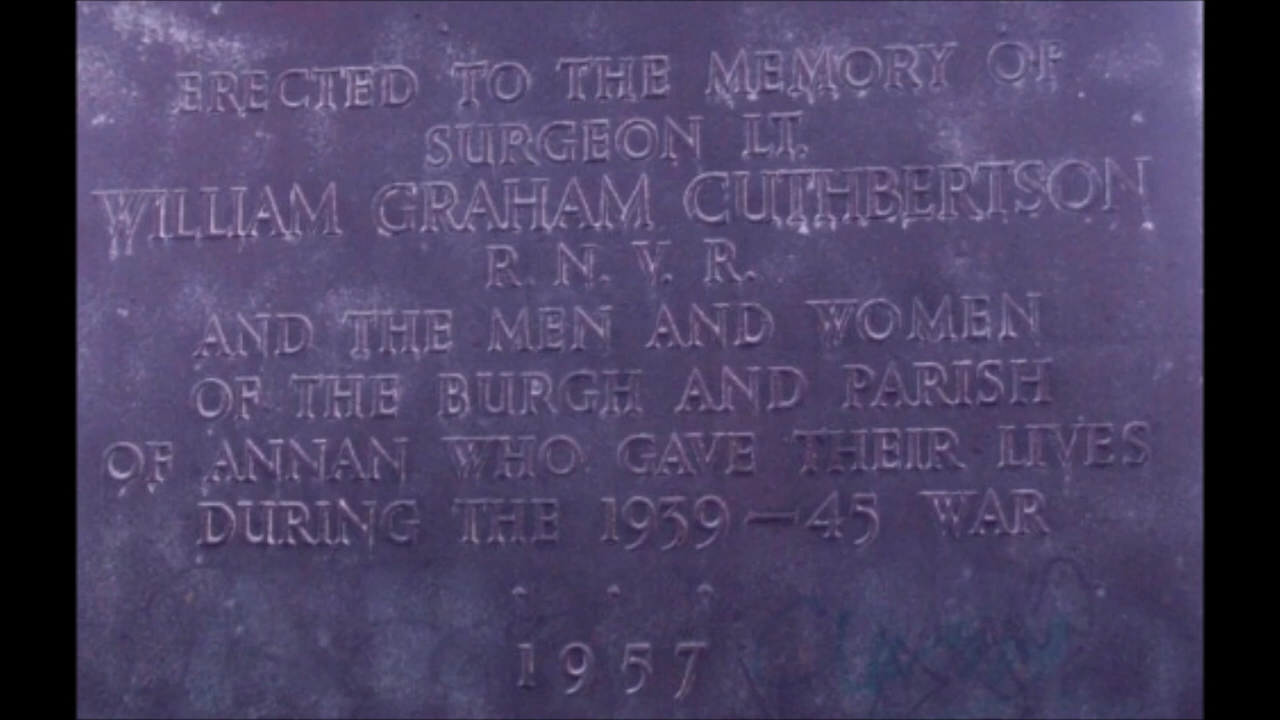 ERECTED TO THE MEMORY OF
SURGEON LT.
WILLIAM GRAHAM CUTHBERTSON
R. N. V. R.
AND THE MEN AND WOMEN
OF THE BURGH AND PARISH
OF ANNAN WHO GAVE THEIR LIVES
DURING THE 1939-45 WAR
. . .
1957